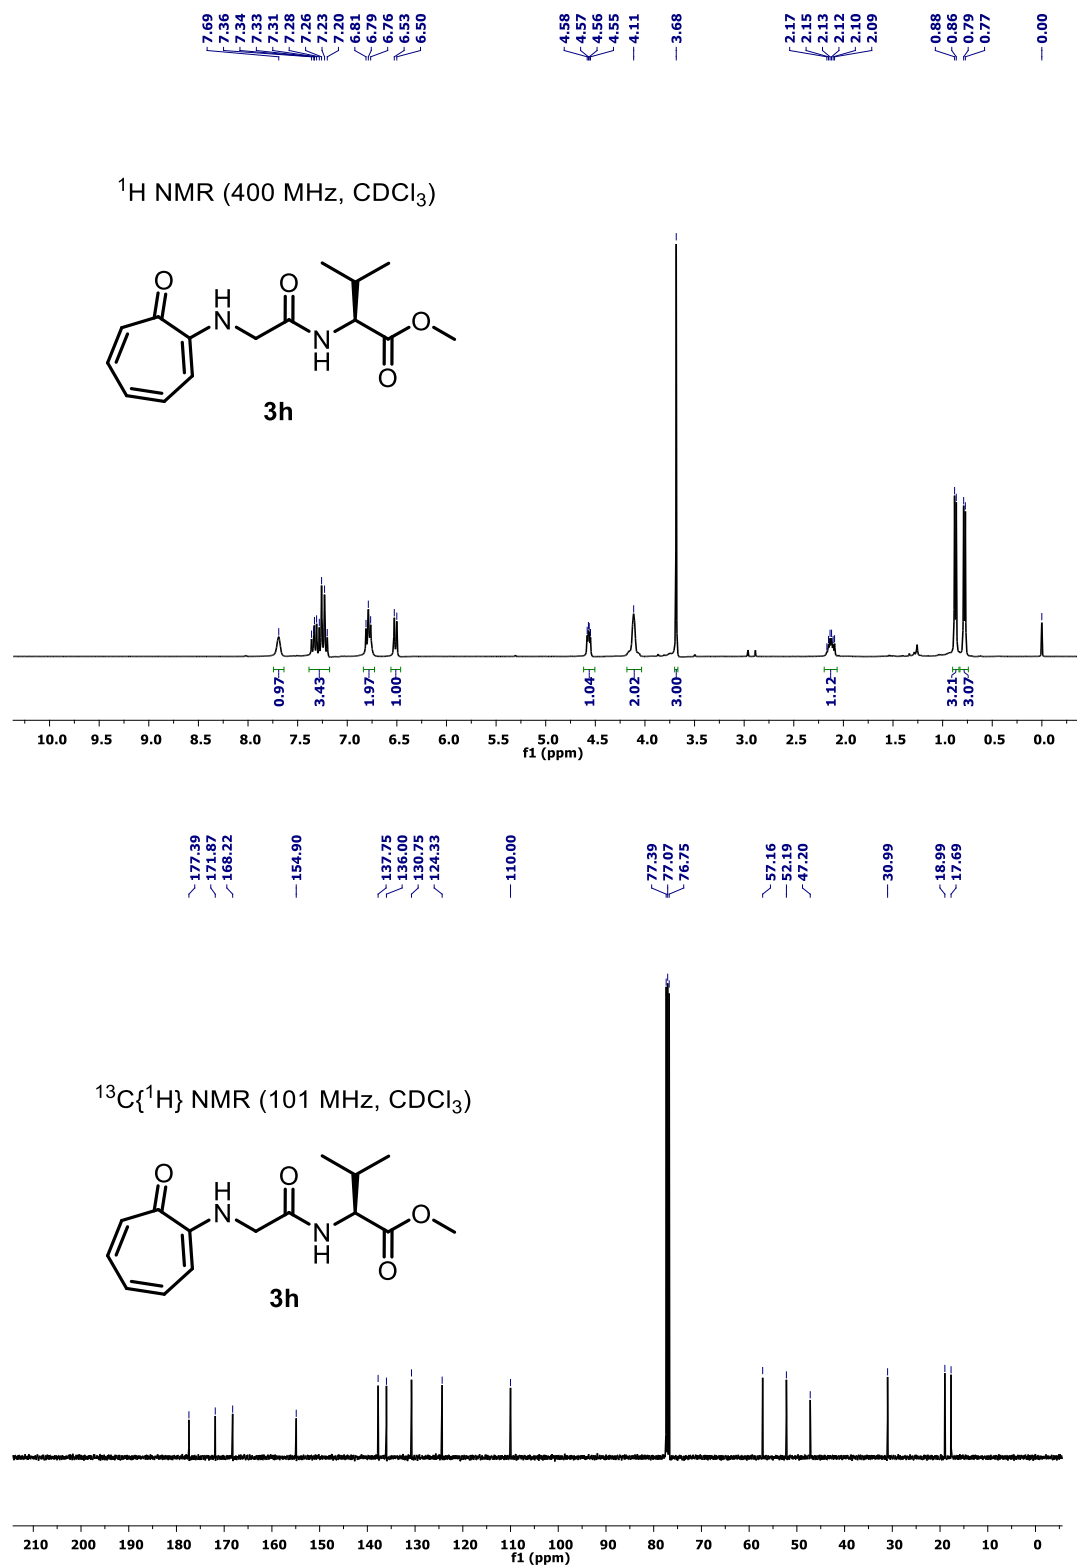 7.69
7.36
7.34
7.33
7.31
7.28
7.26
7.23
7.20
6.81
6.79
6.76
6.53
6.50
4.58
4.57
4.56
4.55
4.11
3.68
2.17
2.15
2.13
2.12
2.10
2.09
0.88
0.86
0.79
0.77
0.00
¹H NMR (400 MHz, CDCl₃)
O
H
N
O
N
H
O
O
3h
0.97
3.43
1.97
1.00
1.04
2.02
3.00
1.12
3.21
3.07
10.0 9.5 9.0 8.5 8.0 7.5 7.0 6.5 6.0 5.5 5.0 4.5 4.0 3.5 3.0 2.5 2.0 1.5 1.0 0.5 0.0
f1 (ppm)
177.39
171.87
168.22
154.90
137.75
136.00
130.75
124.33
110.00
77.39
77.07
76.75
57.16
52.19
47.20
30.99
18.99
17.69
¹³C{¹H} NMR (101 MHz, CDCl₃)
O
H
N
O
N
H
O
O
3h
210 200 190 180 170 160 150 140 130 120 110 100 90 80 70 60 50 40 30 20 10 0
f1 (ppm)